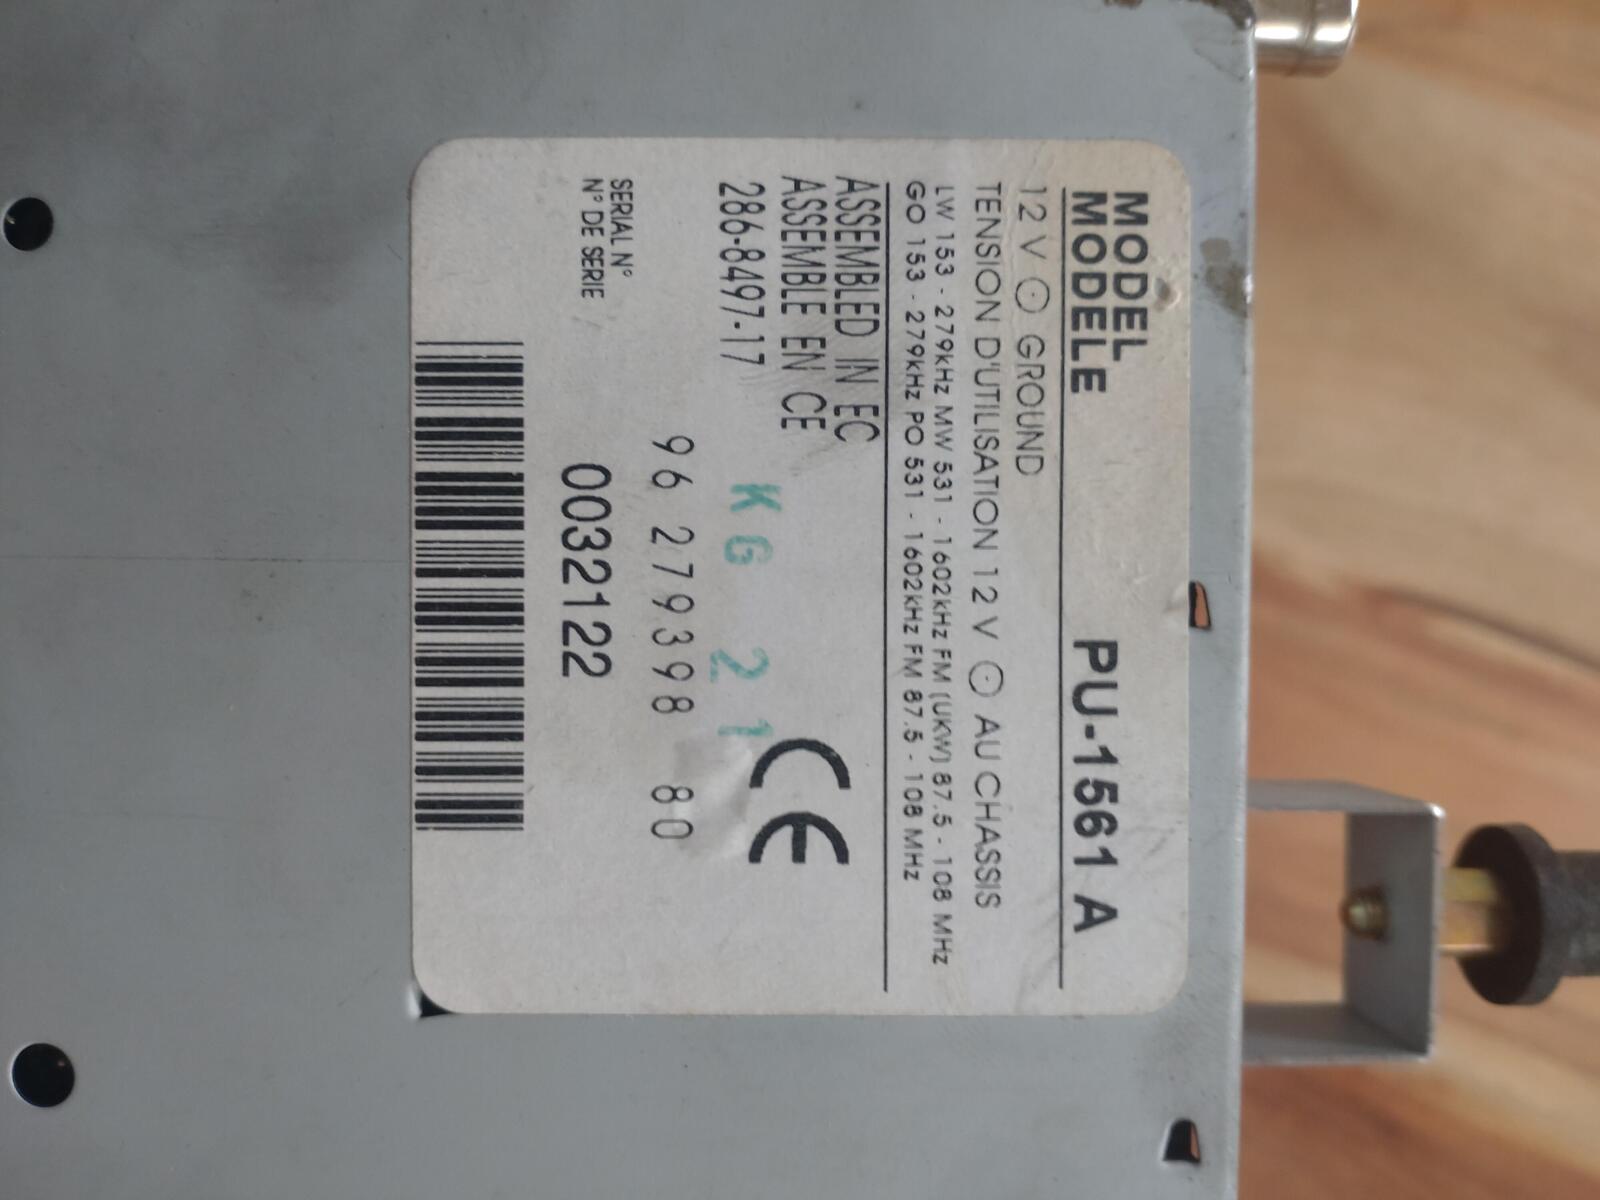 MODEL
MODELE PU-1561 A
12 V ⊙ GROUND
TENSION D'UTILISATION 12 V ⊙ AU CHASSIS
LW 153 - 279kHz MW 531 - 1602kHz FM (UKW) 87.5 - 108 MHz
GO 153 - 279kHz PO 531 - 1602kHz FM 87.5 - 108 MHz
ASSEMBLED IN EC
ASSEMBLE EN CE
CE
286-8497-17
KG 21
96 279398 80
SERIAL N°
N° DE SERIE
00321122